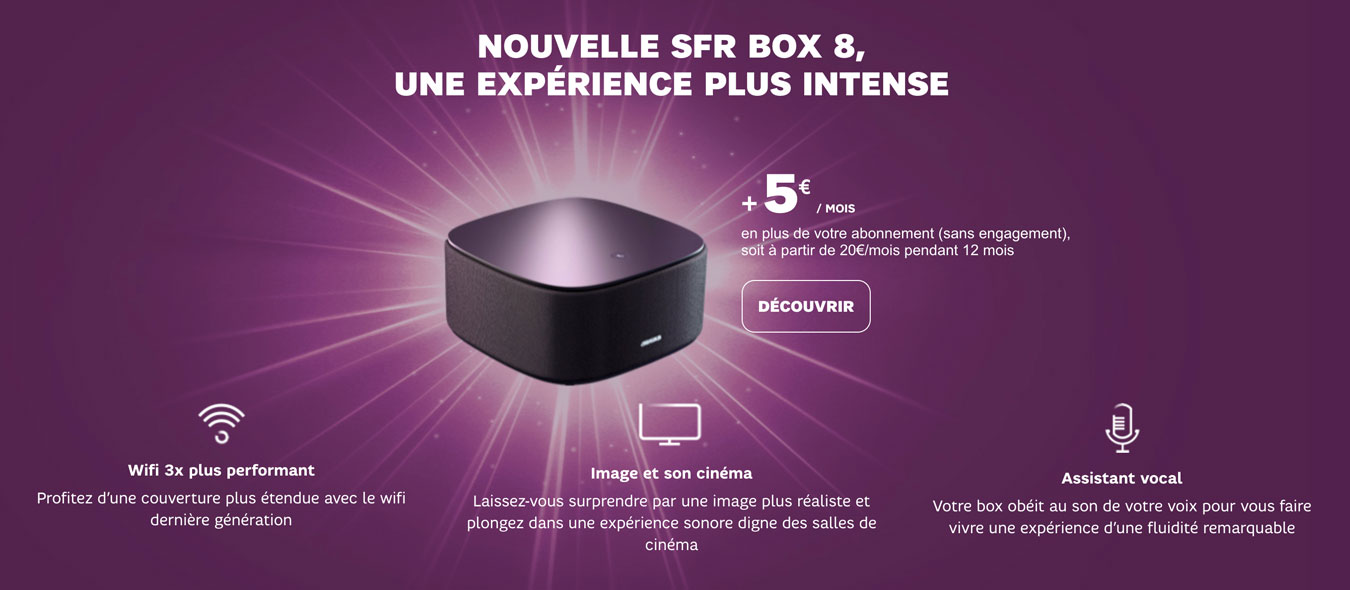 NOUVELLE SFR BOX 8,
UNE EXPÉRIENCE PLUS INTENSE
+ 5€ / MOIS
en plus de votre abonnement (sans engagement),
soit à partir de 20€/mois pendant 12 mois
DÉCOUVRIR
Wifi 3x plus performant
Profitez d’une couverture plus étendue avec le wifi
dernière génération
Image et son cinéma
Laissez-vous surprendre par une image plus réaliste et
plongez dans une expérience sonore digne des salles de
cinéma
Assistant vocal
Votre box obéit au son de votre voix pour vous faire
vivre une expérience d’une fluidité remarquable